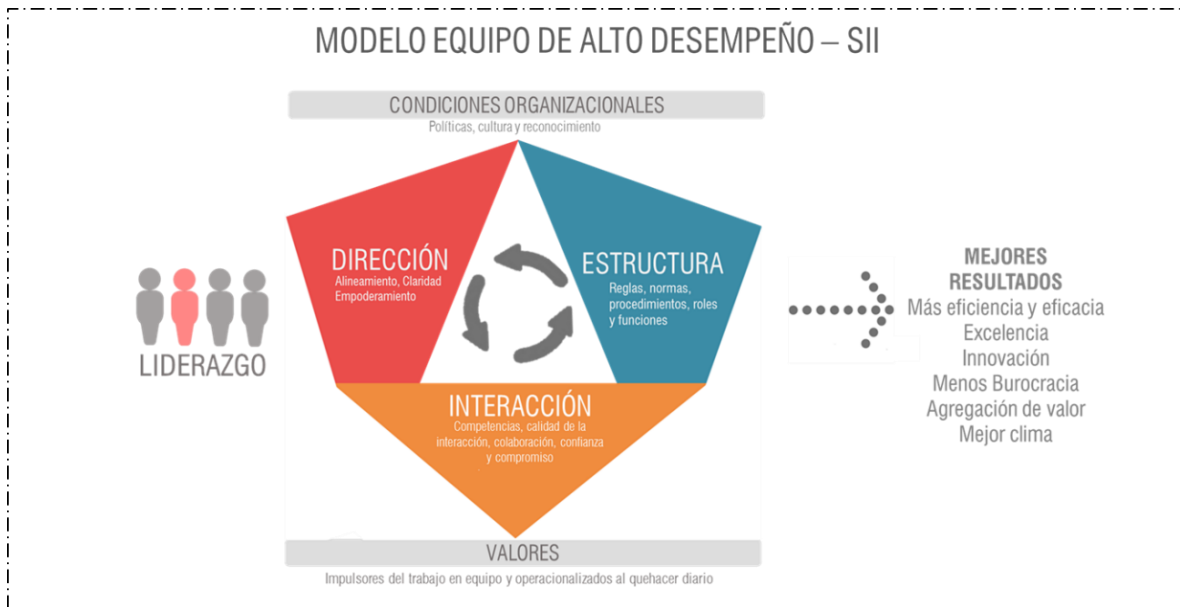 MODELO EQUIPO DE ALTO DESEMPEÑO – SII
CONDICIONES ORGANIZACIONALES
Políticas, cultura y reconocimiento
LIDERAZGO
DIRECCIÓN
Alineamiento, Claridad
Empoderamiento
ESTRUCTURA
Reglas, normas,
procedimientos, roles
y funciones
INTERACCIÓN
Competencias, calidad de la
interacción, colaboración, confianza
y compromiso
MEJORES
RESULTADOS
Más eficiencia y eficacia
Excelencia
Innovación
Menos Burocracia
Agregación de valor
Mejor clima
VALORES
Impulsores del trabajo en equipo y operacionalizados al quehacer diario